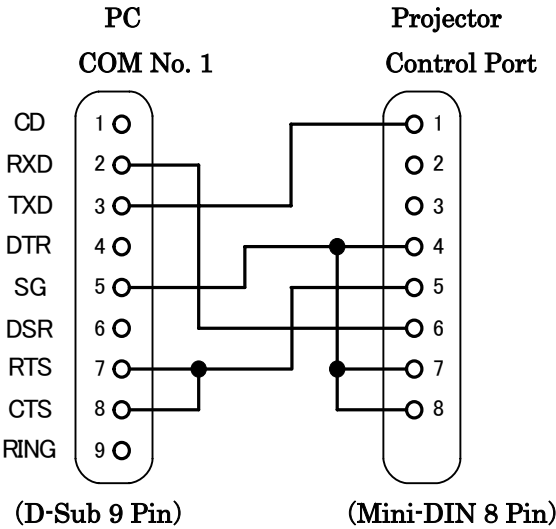 PC Projector
COM No. 1 Control Port
CD 1 1
RXD 2 2
TXD 3 3
DTR 4 4
SG 5 5
DSR 6 6
RTS 7 7
CTS 8 8
RING 9
(D-Sub 9 Pin) (Mini-DIN 8 Pin)